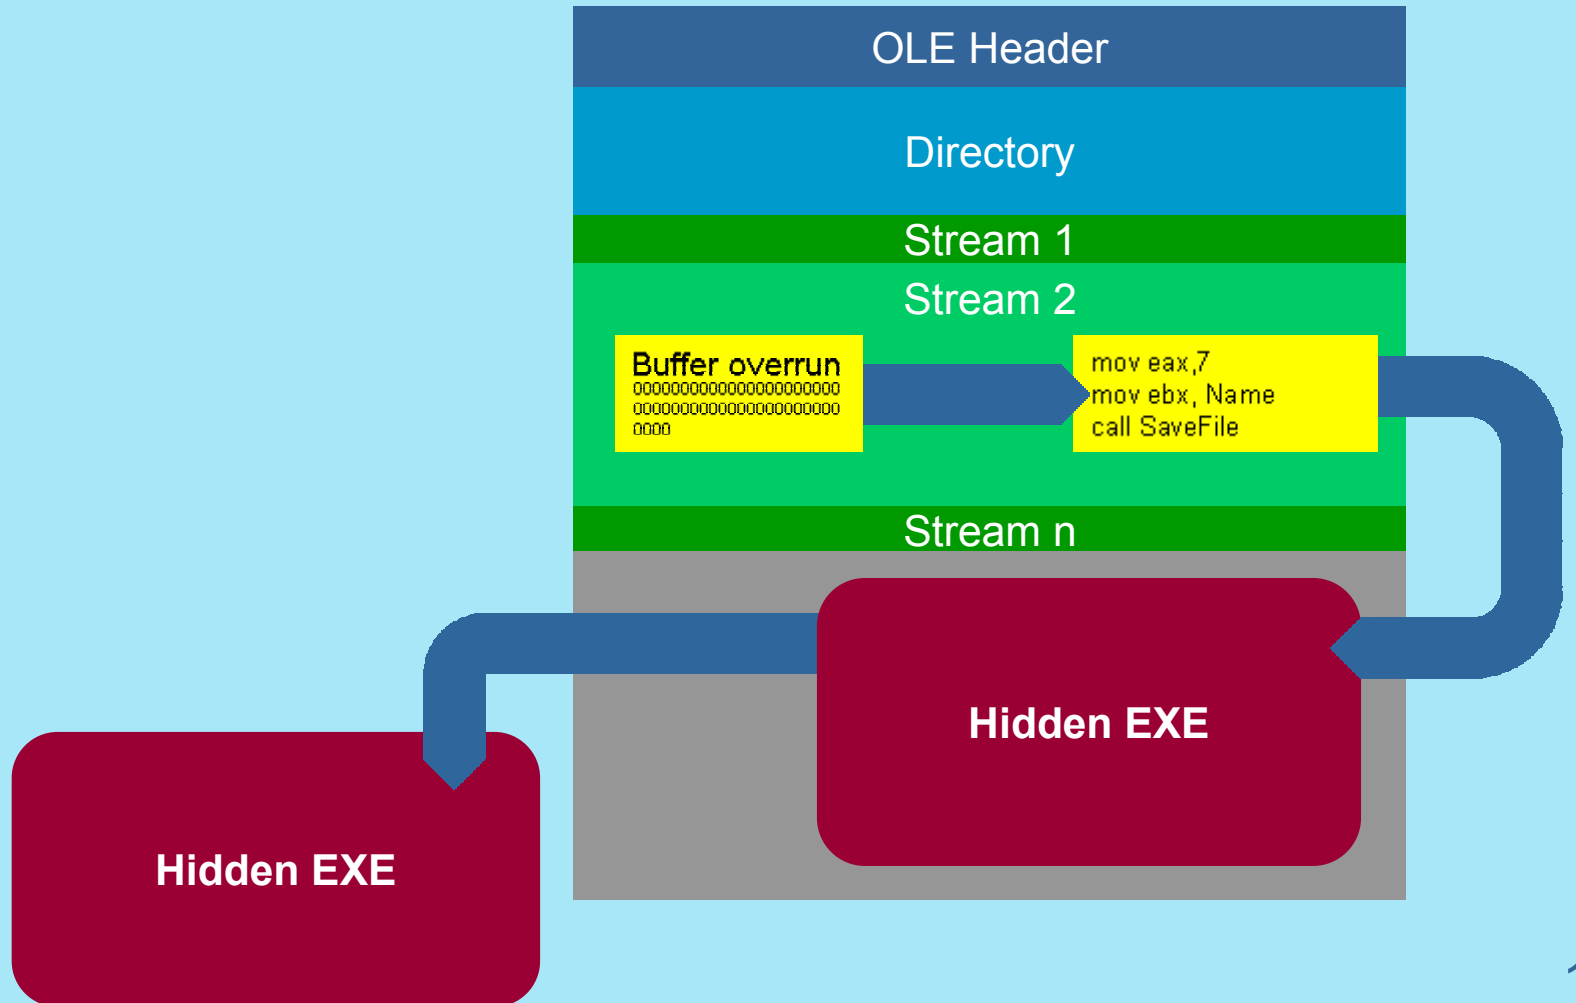 OLE Header
Directory
Stream 1
Stream 2
Buffer overrun
0000000000000000000000
0000000000000000000000
0000
mov eax,7
mov ebx, Name
call SaveFile
Stream n
Hidden EXE
Hidden EXE